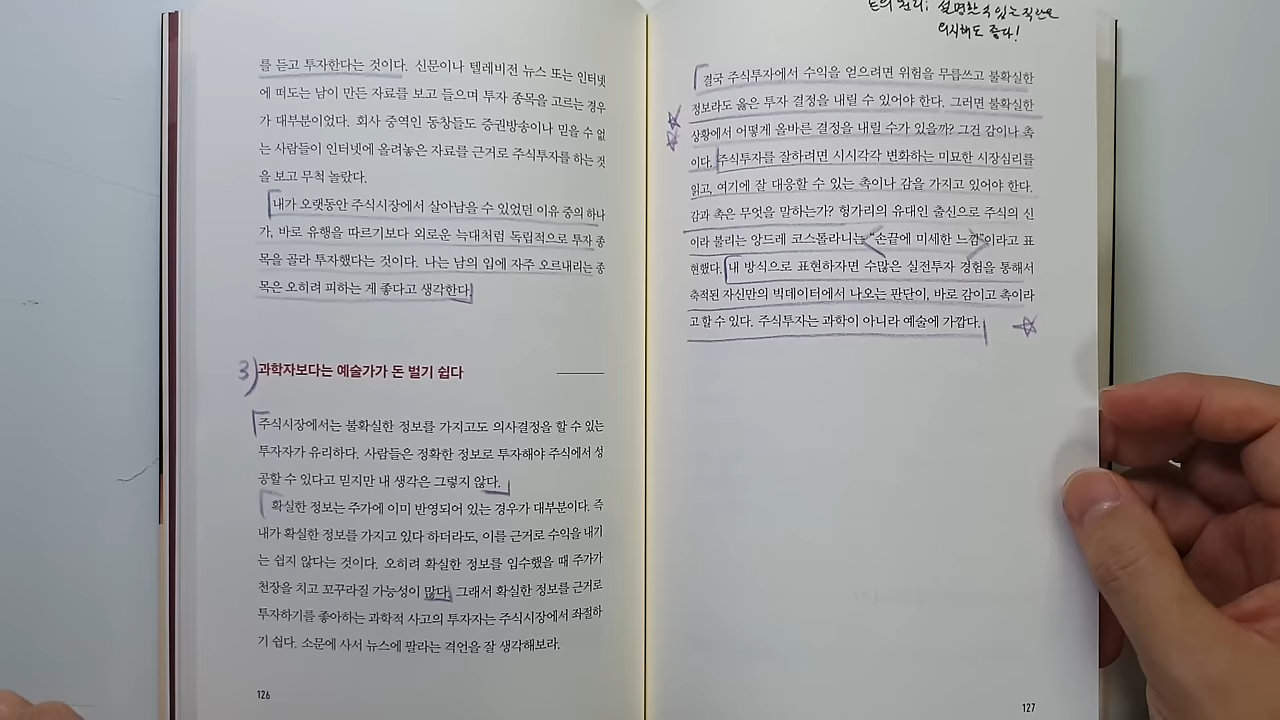 를 듣고 투자한다는 것이다. 신문이나 텔레비전 뉴스 또는 인터넷
에 떠도는 남이 만든 자료를 보고 들으며 투자 종목을 고르는 경우
가 대부분이었다. 회사 중역인 동창들도 증권방송이나 믿을 수 없
는 사람들이 인터넷에 올려놓은 자료를 근거로 주식투자를 하는 것
을 보고 무척 놀랐다.
내가 오랫동안 주식시장에서 살아남을 수 있었던 이유 중의 하나
가, 바로 유행을 따르기보다 외로운 늑대처럼 독립적으로 투자 종
목을 골라 투자했다는 것이다. 나는 남의 입에 자주 오르내리는 종
목은 오히려 피하는 게 좋다고 생각한다.
3) 과학자보다는 예술가가 돈 벌기 쉽다
주식시장에서는 불확실한 정보를 가지고도 의사결정을 할 수 있는
투자자가 유리하다. 사람들은 정확한 정보로 투자해야 주식에서 성
공할 수 있다고 믿지만 내 생각은 그렇지 않다.
확실한 정보는 주가에 이미 반영되어 있는 경우가 대부분이다. 즉
내가 확실한 정보를 가지고 있다 하더라도, 이를 근거로 수익을 내기
는 쉽지 않다는 것이다. 오히려 확실한 정보를 입수했을 때 주가가
천장을 치고 꼬꾸라질 가능성이 많다. 그래서 확실한 정보를 근거로
투자하기를 좋아하는 과학적 사고의 투자자는 주식시장에서 좌절하
기 쉽다. 소문에 사서 뉴스에 팔라는 격언을 잘 생각해보라.
126
설명할 수 있는 직관은
의지해도 좋다!
결국 주식투자에서 수익을 얻으려면 위험을 무릅쓰고 불확실한
정보라도 옳은 투자 결정을 내릴 수 있어야 한다. 그러면 불확실한
상황에서 어떻게 올바른 결정을 내릴 수가 있을까? 그건 감이나 촉
이다. 주식투자를 잘하려면 시시각각 변화하는 미묘한 시장심리를
읽고, 여기에 잘 대응할 수 있는 촉이나 감을 가지고 있어야 한다.
감과 촉은 무엇을 말하는가? 헝가리의 유대인 출신으로 주식의 신
이라 불리는 앙드레 코스톨라니는 “손끝에 미세한 느낌”이라고 표
현했다. 내 방식으로 표현하자면 수많은 실전투자 경험을 통해서
축적된 자신만의 빅데이터에서 나오는 판단이, 바로 감이고 촉이라
고 할 수 있다. 주식투자는 과학이 아니라 예술에 가깝다.
127